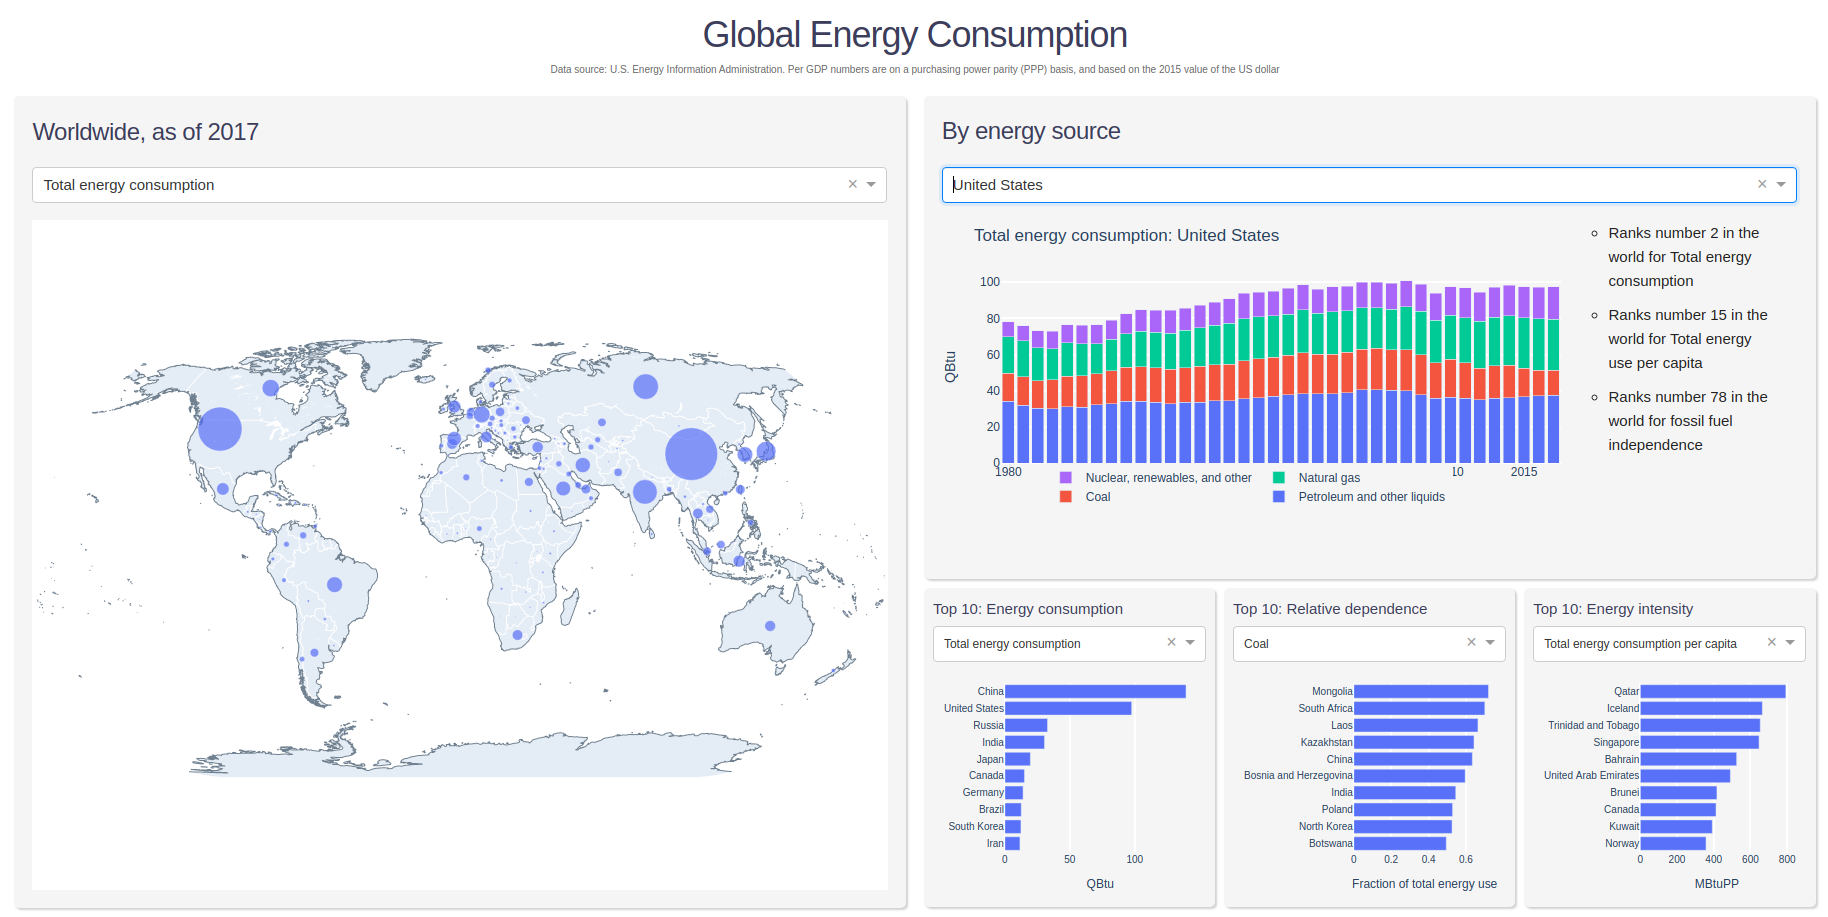 Global Energy Consumption
Data source: U.S. Energy Information Administration. Per GDP numbers are on a purchasing power parity (PPP) basis, and based on the 2015 value of the US dollar
Worldwide, as of 2017
Total energy consumption
By energy source
United States
Total energy consumption: United States
QBtu
100
80
60
40
20
0
1980
10
2015
Nuclear, renewables, and other
Natural gas
Coal
Petroleum and other liquids
Ranks number 2 in the
world for Total energy
consumption
Ranks number 15 in the
world for Total energy
use per capita
Ranks number 78 in the
world for fossil fuel
independence
Top 10: Energy consumption
Total energy consumption
China
United States
Russia
India
Japan
Canada
Germany
Brazil
South Korea
Iran
0 50 100
QBtu
Top 10: Relative dependence
Coal
Mongolia
South Africa
Laos
Kazakhstan
China
Bosnia and Herzegovina
India
Poland
North Korea
Botswana
0 0.2 0.4 0.6
Fraction of total energy use
Top 10: Energy intensity
Total energy consumption per capita
Qatar
Iceland
Trinidad and Tobago
Singapore
Bahrain
United Arab Emirates
Brunei
Canada
Kuwait
Norway
0 200 400 600 800
MBtuPP